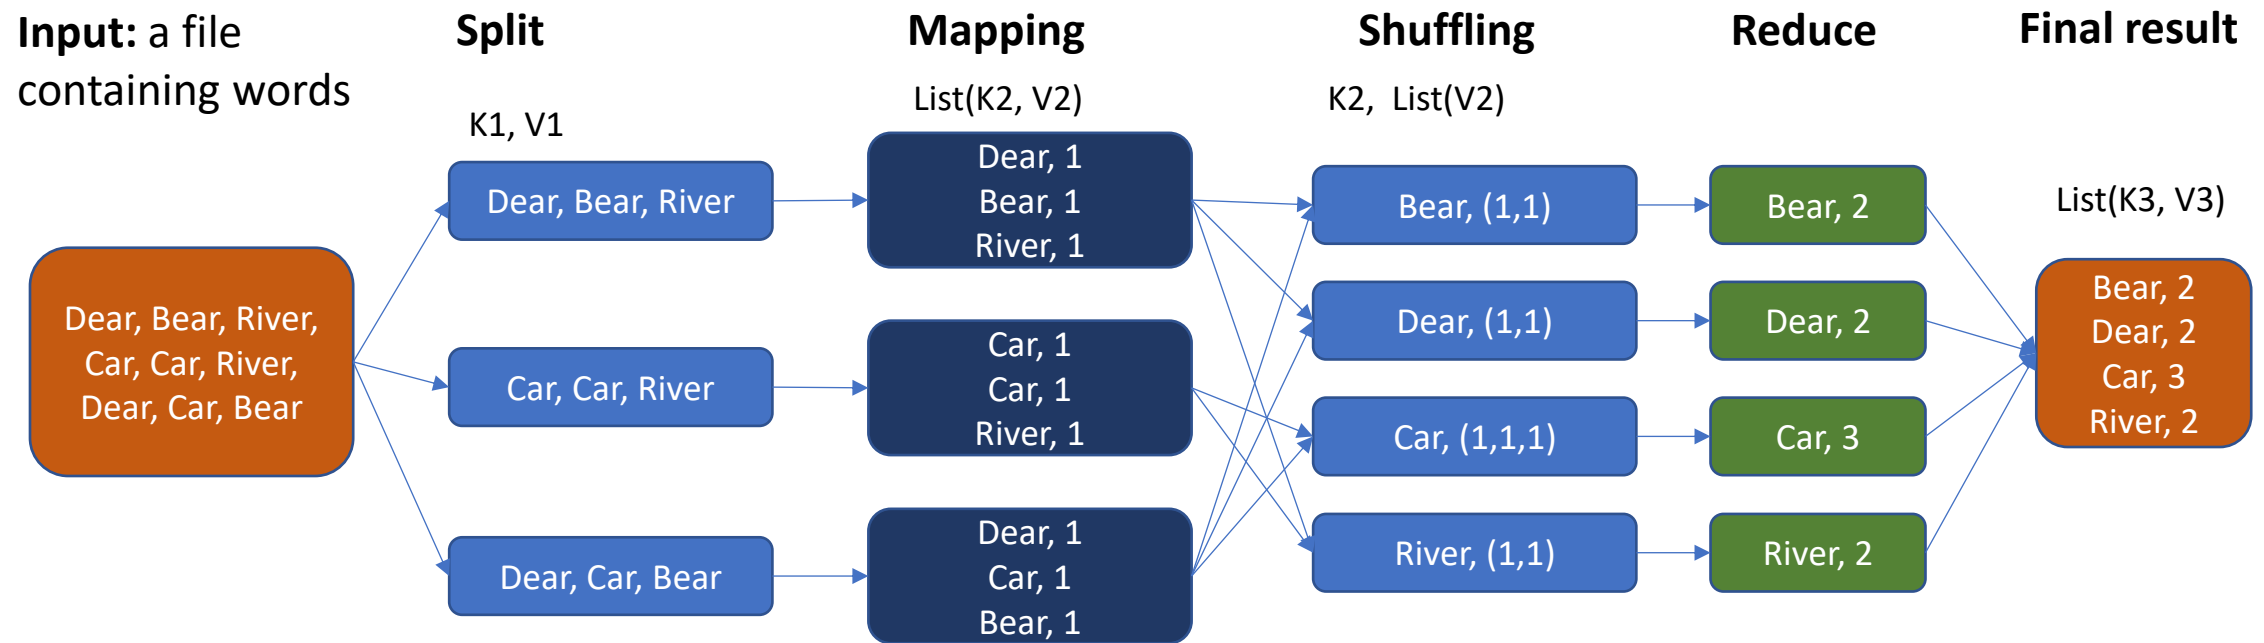 Input: a file
containing words
Split
Mapping
Shuffling
Reduce
Final result
K1, V1
List(K2, V2)
K2, List(V2)
List(K3, V3)
Dear, Bear, River,
Car, Car, River,
Dear, Car, Bear
Dear, Bear, River
Car, Car, River
Dear, Car, Bear
Dear, 1
Bear, 1
River, 1
Car, 1
Car, 1
River, 1
Dear, 1
Car, 1
Bear, 1
Bear, (1,1)
Dear, (1,1)
Car, (1,1,1)
River, (1,1)
Bear, 2
Dear, 2
Car, 3
River, 2
Bear, 2
Dear, 2
Car, 3
River, 2